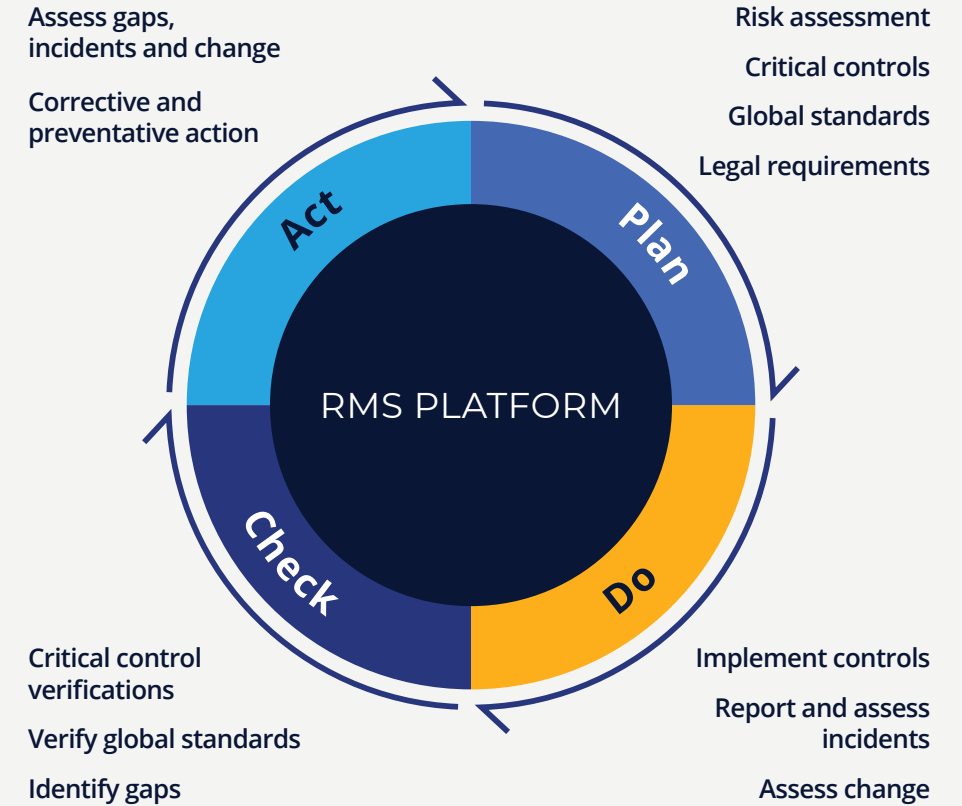 Assess gaps,
incidents and change
Corrective and
preventative action
Risk assessment
Critical controls
Global standards
Legal requirements
Act
Plan
RMS PLATFORM
Check
Do
Critical control
verifications
Verify global standards
Identify gaps
Implement controls
Report and assess
incidents
Assess change